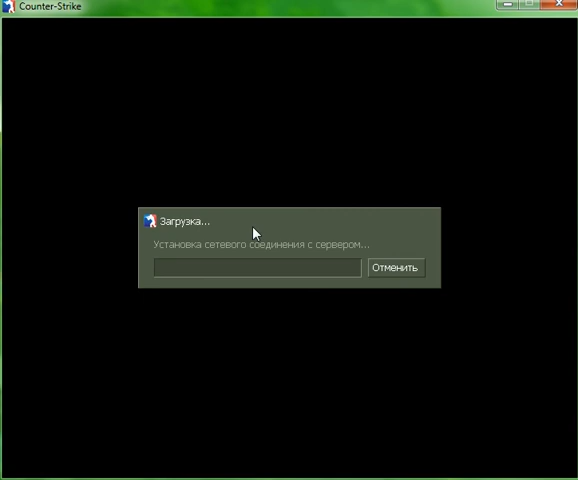 Counter-Strike
Загрузка...
Установка сетевого соединения с сервером...
Отменить